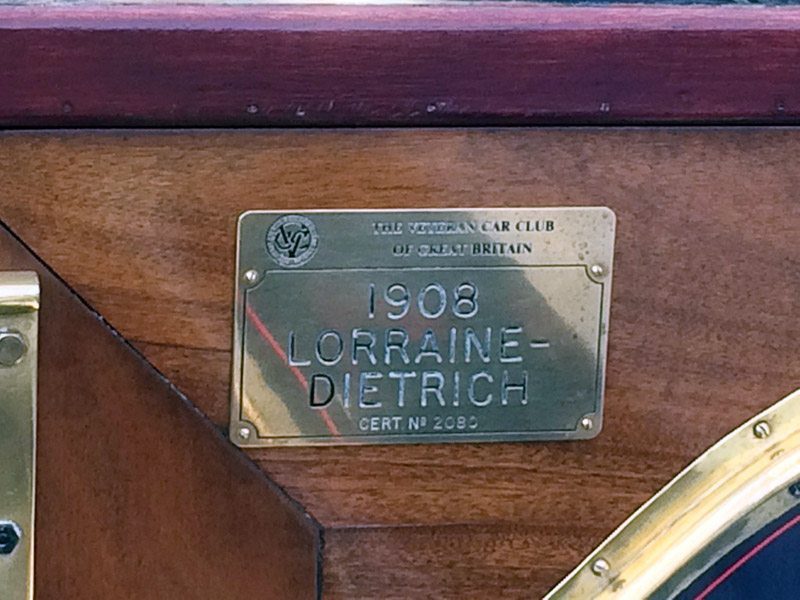 THE VETERAN CAR CLUB
OF GREAT BRITAIN
1908
LORRAINE-
DIETRICH
CERT Nº 2080